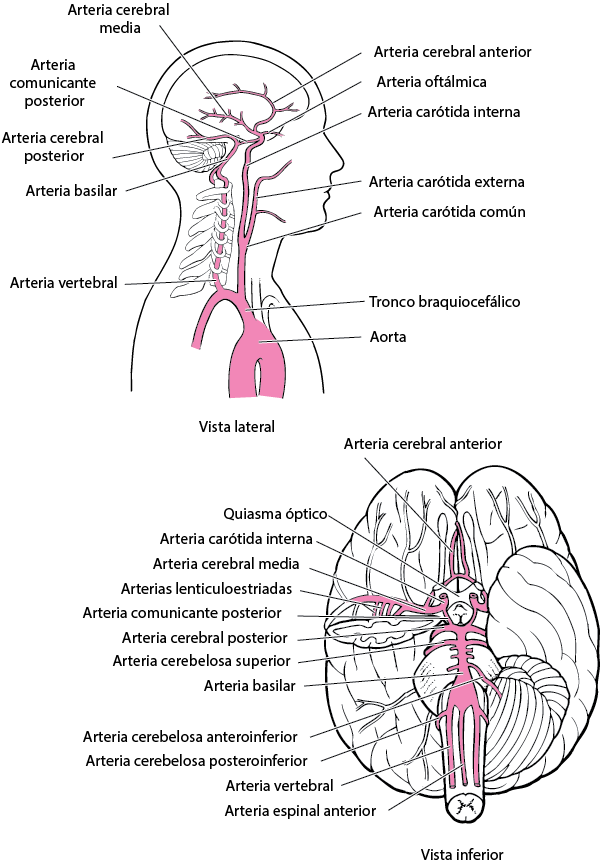 Arteria cerebral
media
Arteria cerebral anterior
Arteria
comunicante
posterior
Arteria oftálmica
Arteria carótida interna
Arteria cerebral
posterior
Arteria basilar
Arteria carótida externa
Arteria carótida común
Arteria vertebral
Tronco braquiocefálico
Aorta
Vista lateral
Arteria cerebral anterior
Quiasma óptico
Arteria carótida interna
Arteria cerebral media
Arterias lenticuloestriadas
Arteria comunicante posterior
Arteria cerebral posterior
Arteria cerebelosa superior
Arteria basilar
Arteria cerebelosa anteroinferior
Arteria cerebelosa posteroinferior
Arteria vertebral
Arteria espinal anterior
Vista inferior